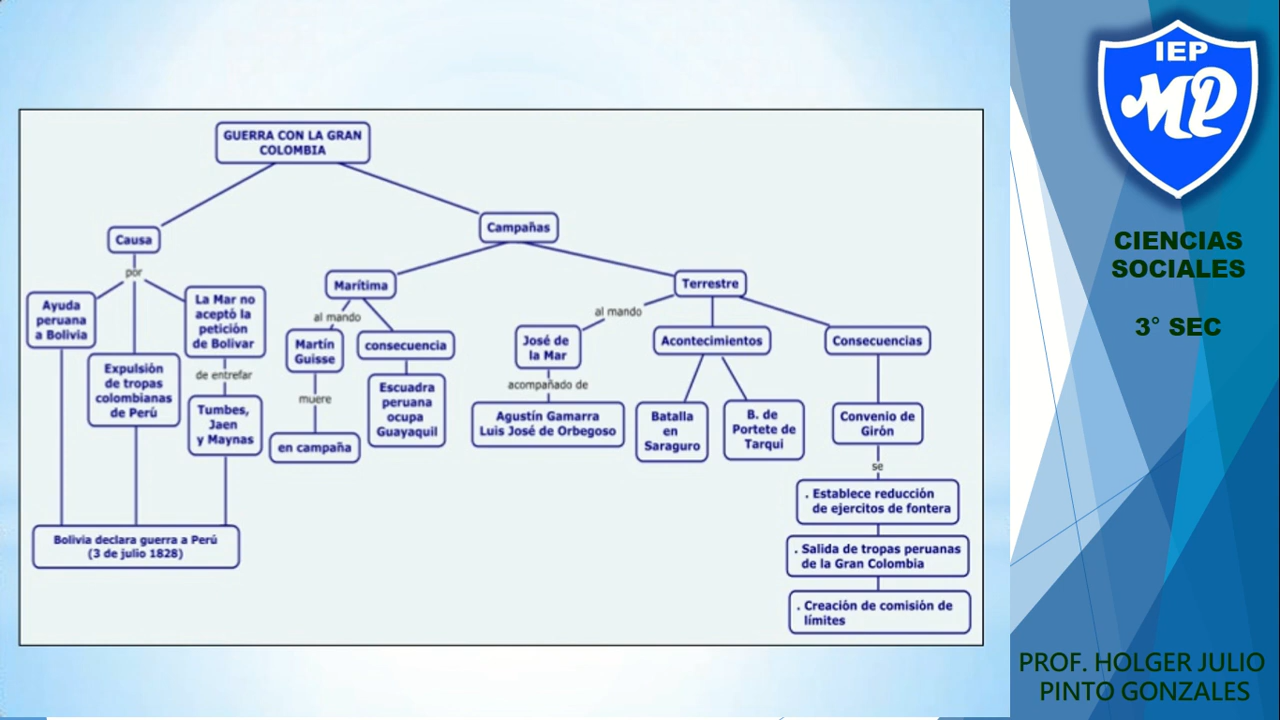 GUERRA CON LA GRAN
COLOMBIA
Causa
por
Ayuda
peruana
a Bolivia
Expulsión
de tropas
colombianas
de Perú
La Mar no
aceptó la
petición
de Bolivar
de entrefar
Tumbes,
Jaen
y Maynas
Bolivia declara guerra a Perú
(3 de julio 1828)
Campañas
Marítima
al mando
Martín
Guisse
muere
en campaña
consecuencia
Escuadra
peruana
ocupa
Guayaquil
Terrestre
al mando
José de
la Mar
acompañado de
Agustín Gamarra
Luis José de Orbegoso
Acontecimientos
Batalla
en
Saraguro
B. de
Portete de
Tarqui
Consecuencias
Convenio de
Girón
se
. Establece reducción
de ejercitos de fontera
. Salida de tropas peruanas
de la Gran Colombia
. Creación de comisión de
límites
IEP
MP
CIENCIAS
SOCIALES
3° SEC
PROF. HOLGER JULIO
PINTO GONZALES